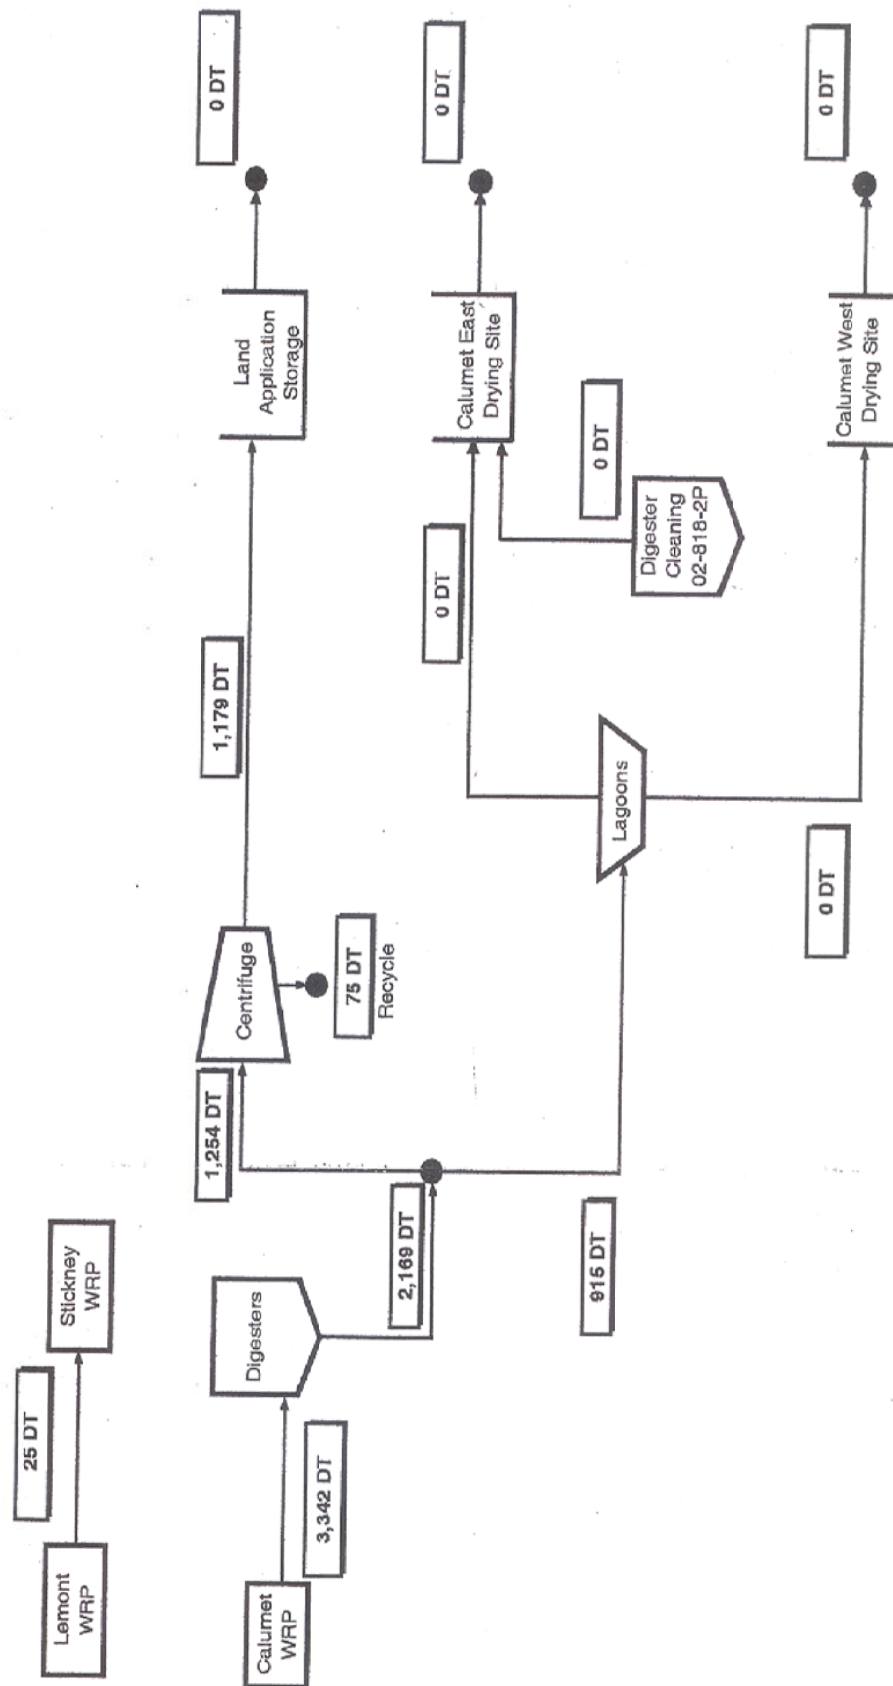 Lemont
WRP
25 DT
Stickney
WRP
Calumet
WRP
3,342 DT
Digesters
2,169 DT
1,254 DT
Centrifuge
75 DT
Recycle
1,179 DT
Land
Application
Storage
0 DT
915 DT
Lagoons
0 DT
Digester
Cleaning
02-818-2P
0 DT
Calumet East
Drying Site
0 DT
0 DT
Calumet West
Drying Site
0 DT